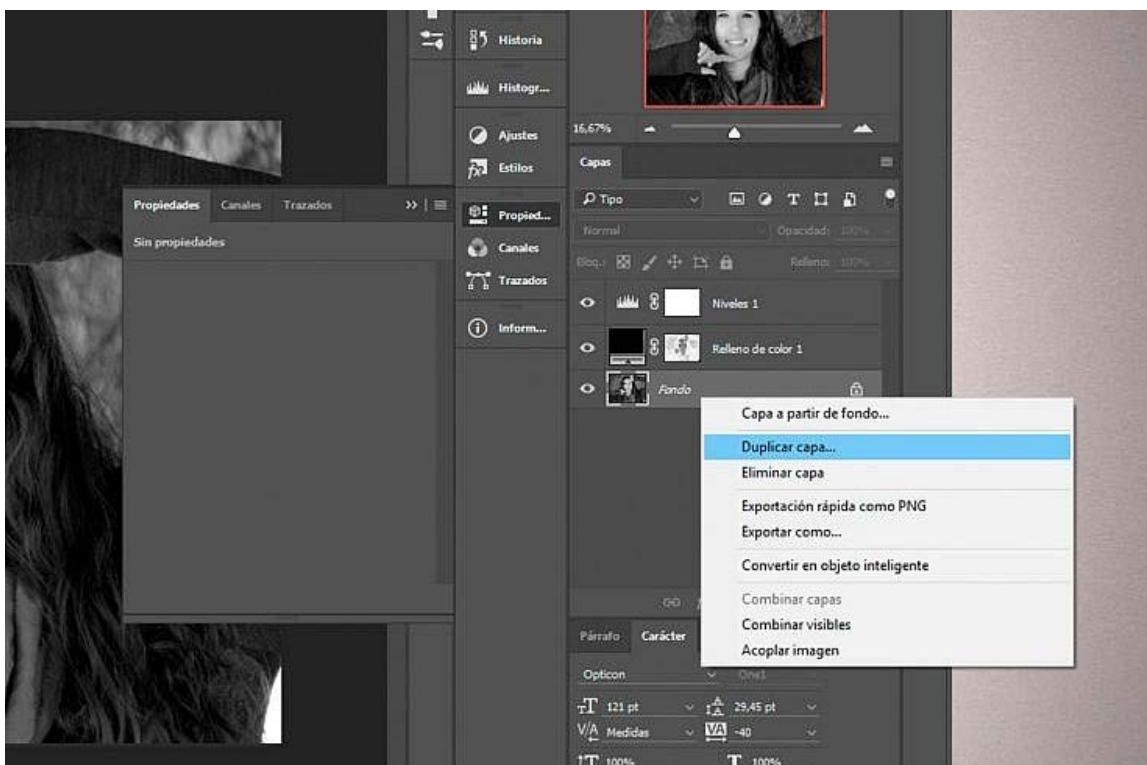 Historia
Histogr...
Ajustes
Estilos
Propied...
Canales
Trazados
Inform...
Propiedades Canales Trazados
Sin propiedades
16,67%
Capas
Tipo
Normal Opacidad: 100%
Bloq.: Relleno: 100%
Niveles 1
Relleno de color 1
Fondo
Capa a partir de fondo...
Duplicar capa...
Eliminar capa
Exportación rápida como PNG
Exportar como...
Convertir en objeto inteligente
Combinar capas
Combinar visibles
Acoplar imagen
Párrafo Carácter
Opticon
121 pt 29,45 pt
Medidas -40
100% 100%